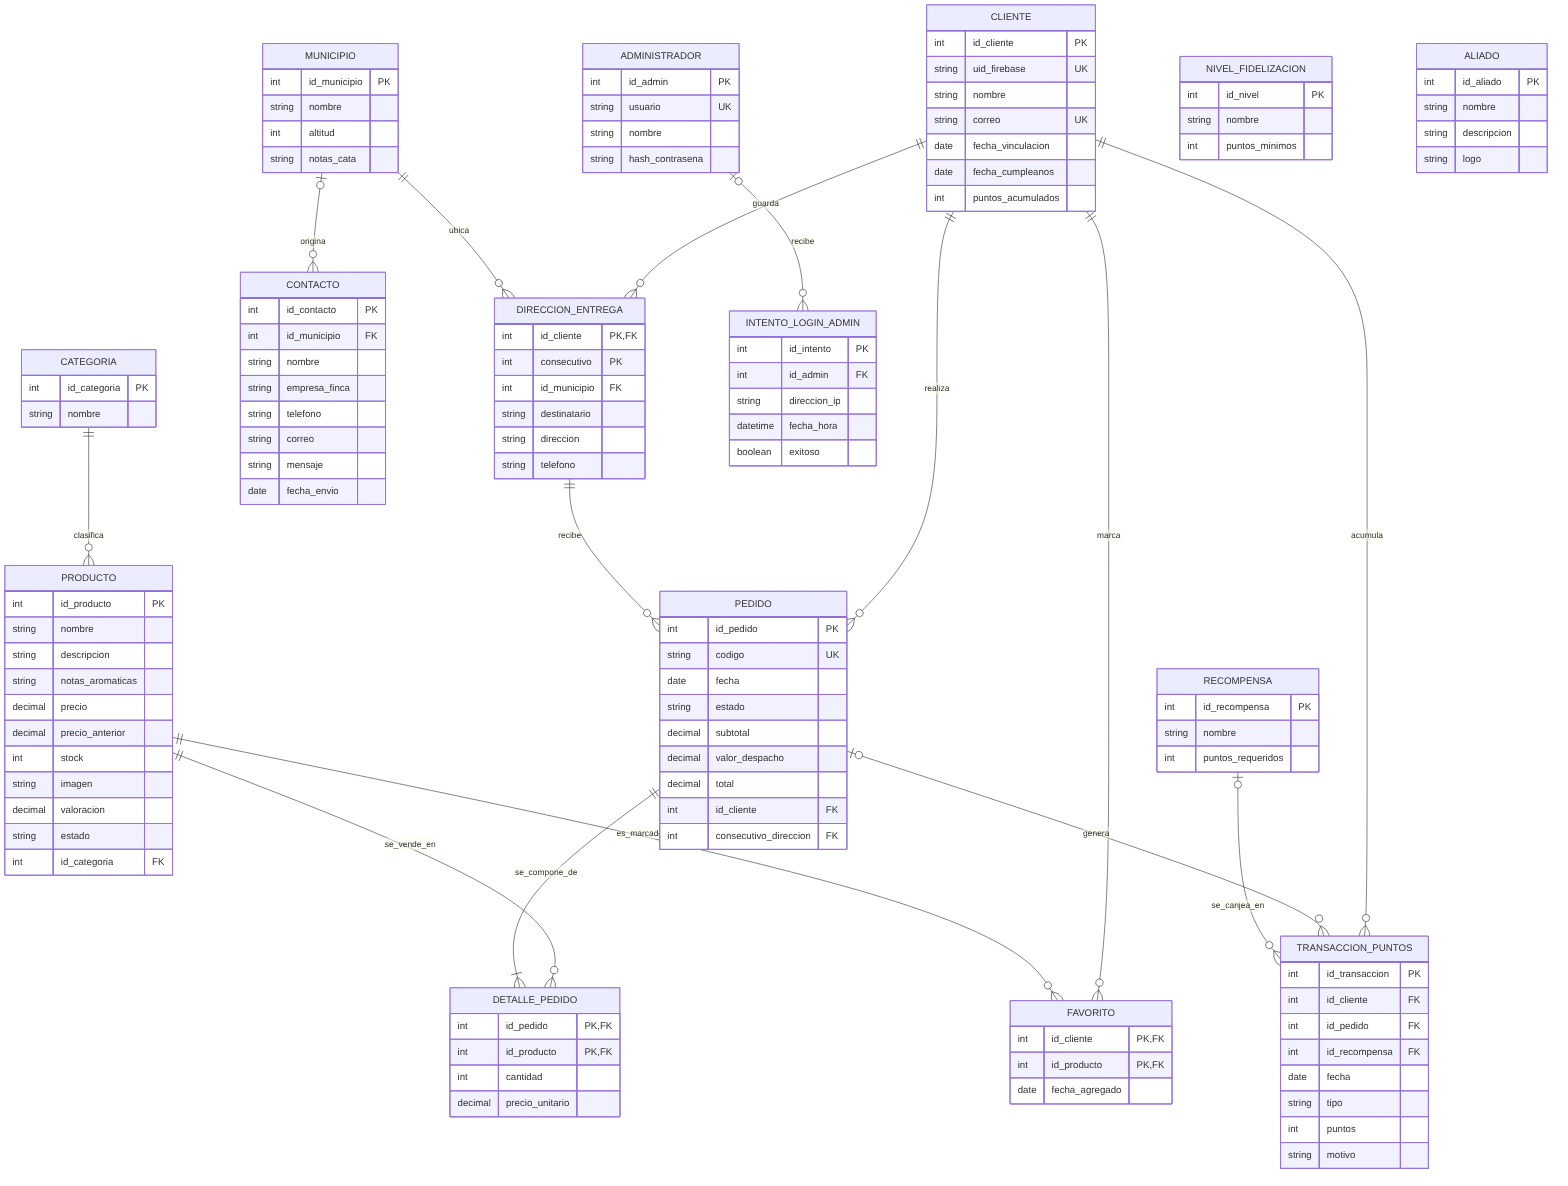 CLIENTE
int id_cliente PK
string uid_firebase UK
string nombre
string correo UK
date fecha_vinculacion
date fecha_cumpleanos
int puntos_acumulados
MUNICIPIO
int id_municipio PK
string nombre
int altitud
string notas_cata
ADMINISTRADOR
int id_admin PK
string usuario UK
string nombre
string hash_contrasena
NIVEL_FIDELIZACION
int id_nivel PK
string nombre
int puntos_minimos
ALIADO
int id_aliado PK
string nombre
string descripcion
string logo
guarda
ubica
origina
recibe
CONTACTO
int id_contacto PK
int id_municipio FK
string nombre
string empresa_finca
string telefono
string correo
string mensaje
date fecha_envio
DIRECCION_ENTREGA
int id_cliente PK,FK
int consecutivo PK
int id_municipio FK
string destinatario
string direccion
string telefono
INTENTO_LOGIN_ADMIN
int id_intento PK
int id_admin FK
string direccion_ip
datetime fecha_hora
boolean exitoso
CATEGORIA
int id_categoria PK
string nombre
realiza
clasifica
recibe
marca
acumula
PRODUCTO
int id_producto PK
string nombre
string descripcion
string notas_aromaticas
decimal precio
decimal precio_anterior
int stock
string imagen
decimal valoracion
string estado
int id_categoria FK
PEDIDO
int id_pedido PK
string codigo UK
date fecha
string estado
decimal subtotal
decimal valor_despacho
decimal total
int id_cliente FK
int consecutivo_direccion FK
RECOMPENSA
int id_recompensa PK
string nombre
int puntos_requeridos
es_marcad
genera
se_vende_en
se_compone_de
se_canjea_en
DETALLE_PEDIDO
int id_pedido PK,FK
int id_producto PK,FK
int cantidad
decimal precio_unitario
FAVORITO
int id_cliente PK,FK
int id_producto PK,FK
date fecha_agregado
TRANSACCION_PUNTOS
int id_transaccion PK
int id_cliente FK
int id_pedido FK
int id_recompensa FK
date fecha
string tipo
int puntos
string motivo